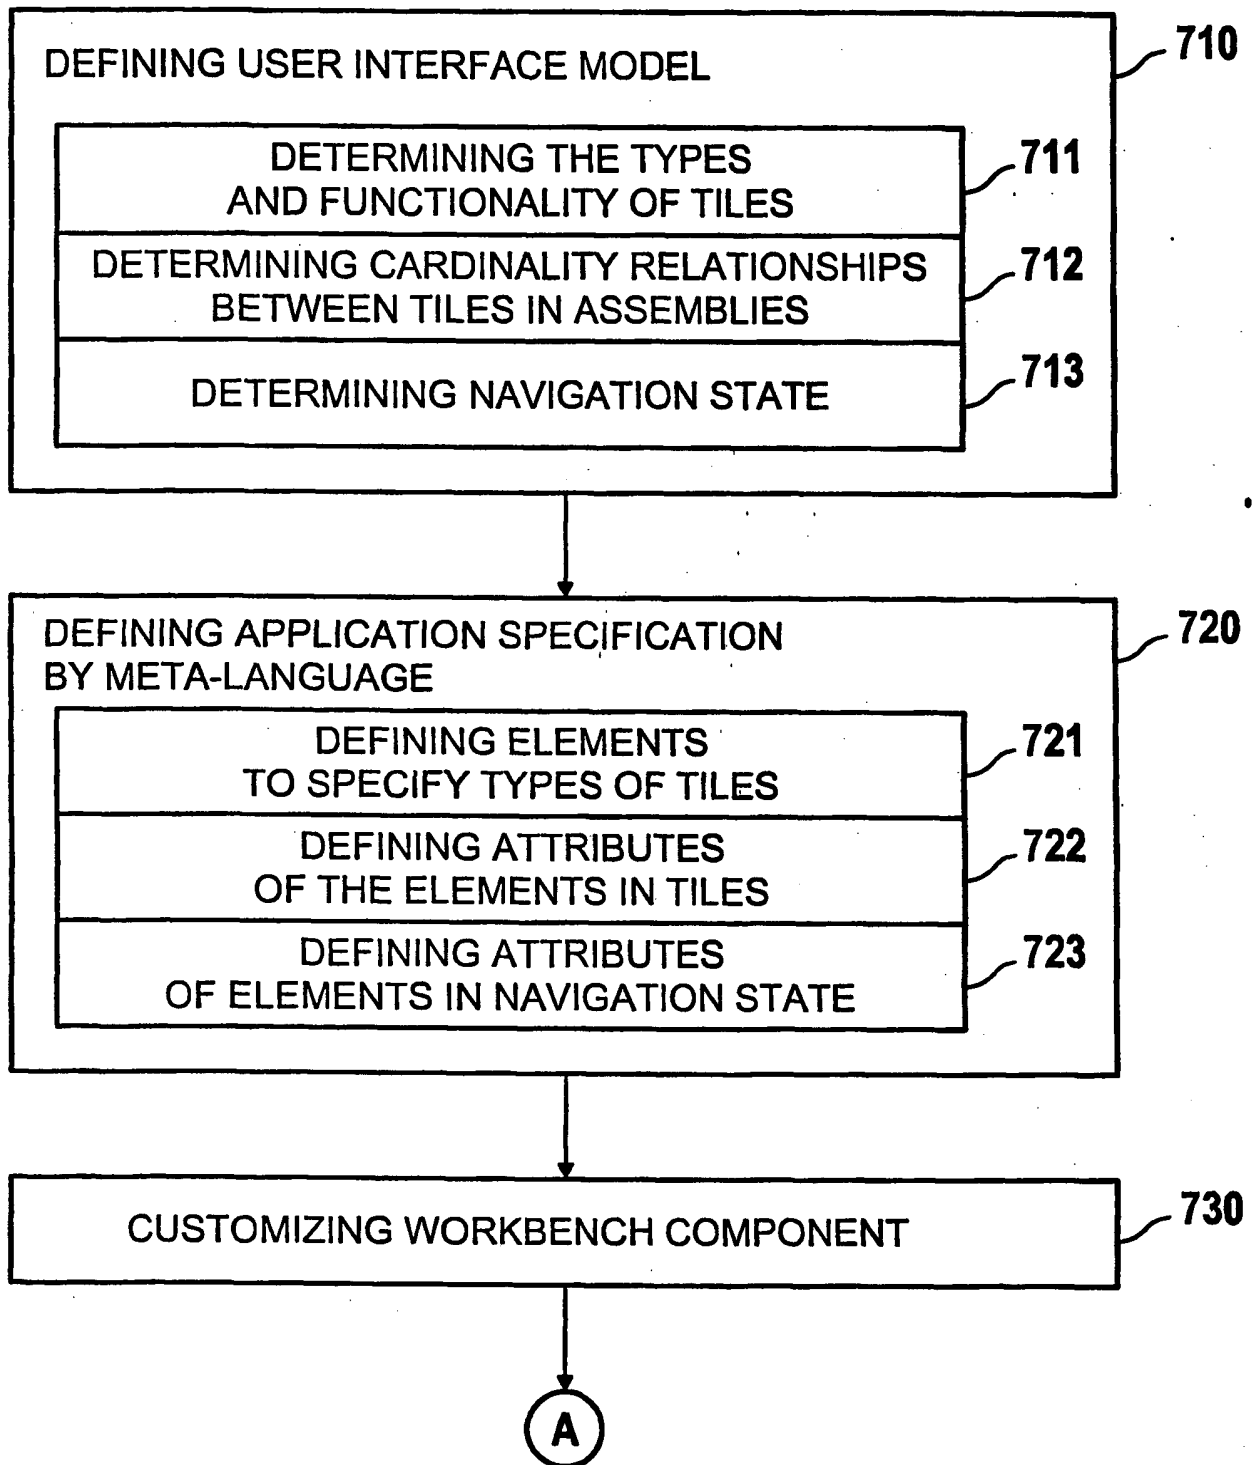 DEFINING USER INTERFACE MODEL
710
DETERMINING THE TYPES
AND FUNCTIONALITY OF TILES
711
DETERMINING CARDINALITY RELATIONSHIPS
BETWEEN TILES IN ASSEMBLIES
712
DETERMINING NAVIGATION STATE
713
DEFINING APPLICATION SPECIFICATION
BY META-LANGUAGE
720
DEFINING ELEMENTS
TO SPECIFY TYPES OF TILES
721
DEFINING ATTRIBUTES
OF THE ELEMENTS IN TILES
722
DEFINING ATTRIBUTES
OF ELEMENTS IN NAVIGATION STATE
723
CUSTOMIZING WORKBENCH COMPONENT
730
A